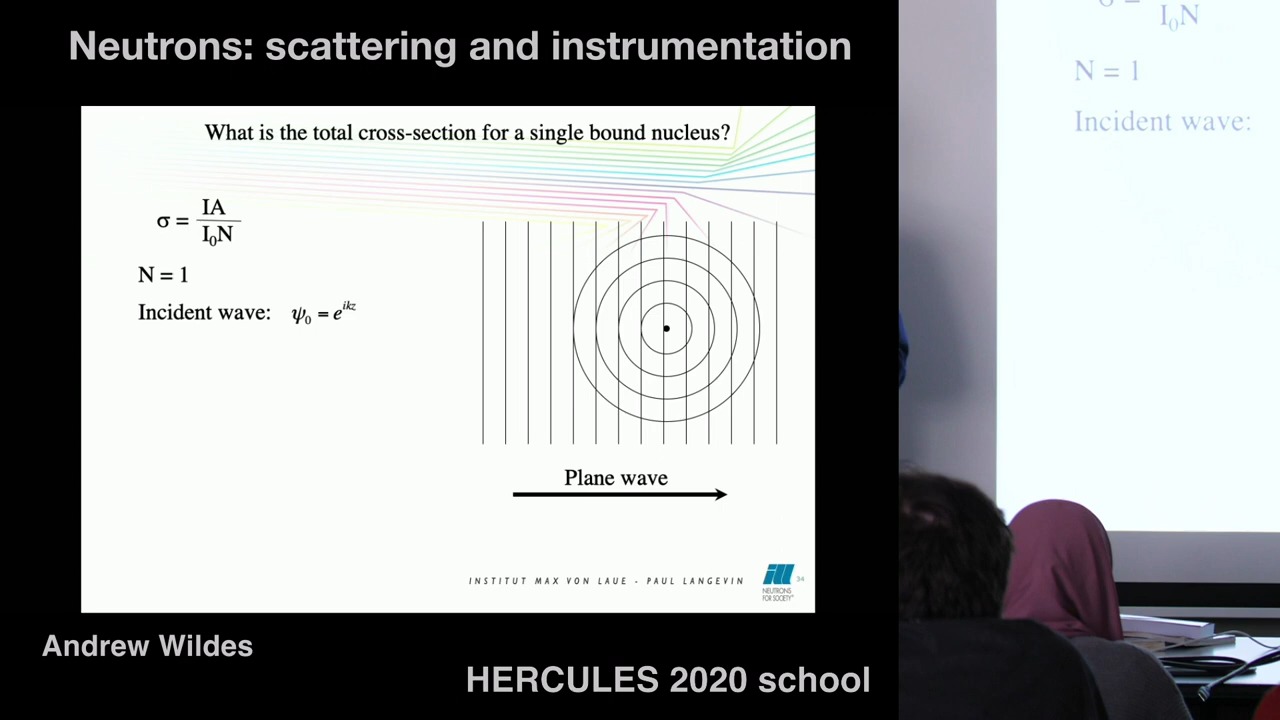 Neutrons: scattering and instrumentation
What is the total cross-section for a single bound nucleus?
σ = IA / I₀N
N = 1
Incident wave: ψ₀ = e^{ikz}
Plane wave
INSTITUT MAX VON LAUE - PAUL LANGEVIN
ill
NEUTRONS
FOR SOCIETY
34
Andrew Wildes
HERCULES 2020 school
I₀N
N = 1
Incident wave: